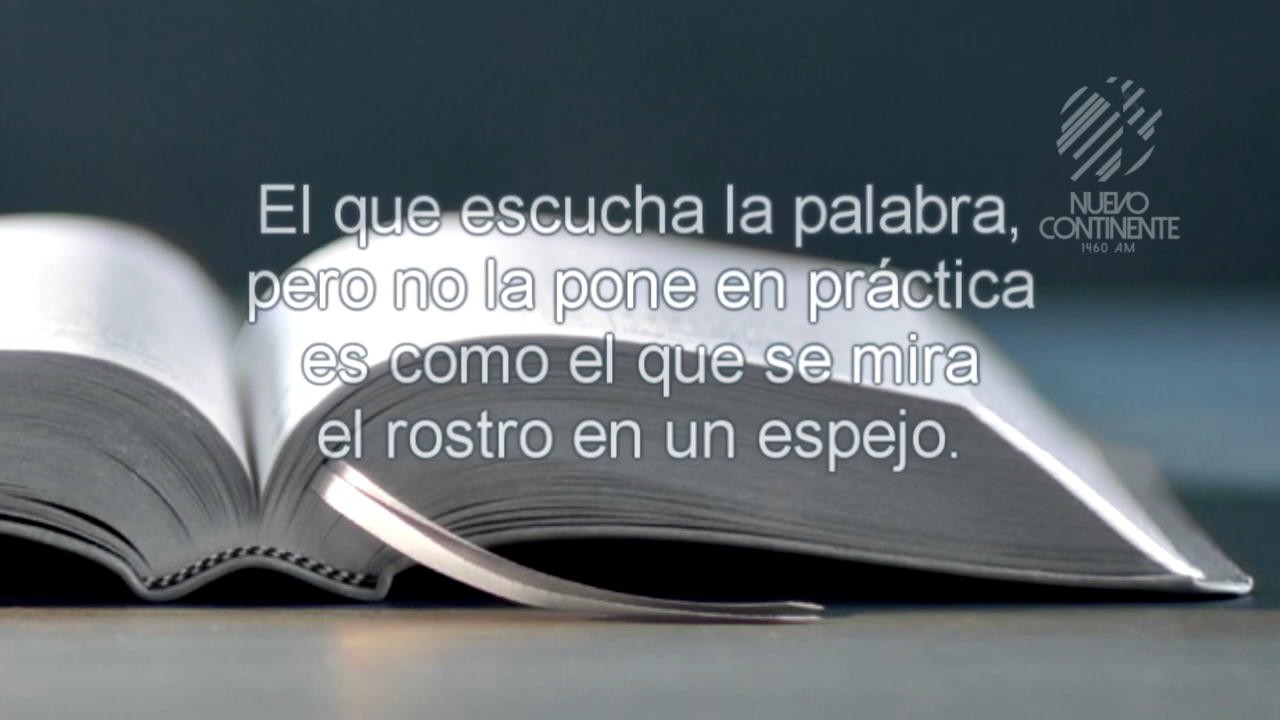 El que escucha la palabra,
pero no la pone en práctica
es como el que se mira
el rostro en un espejo.
NUEVO
CONTINENTE
1460 AM